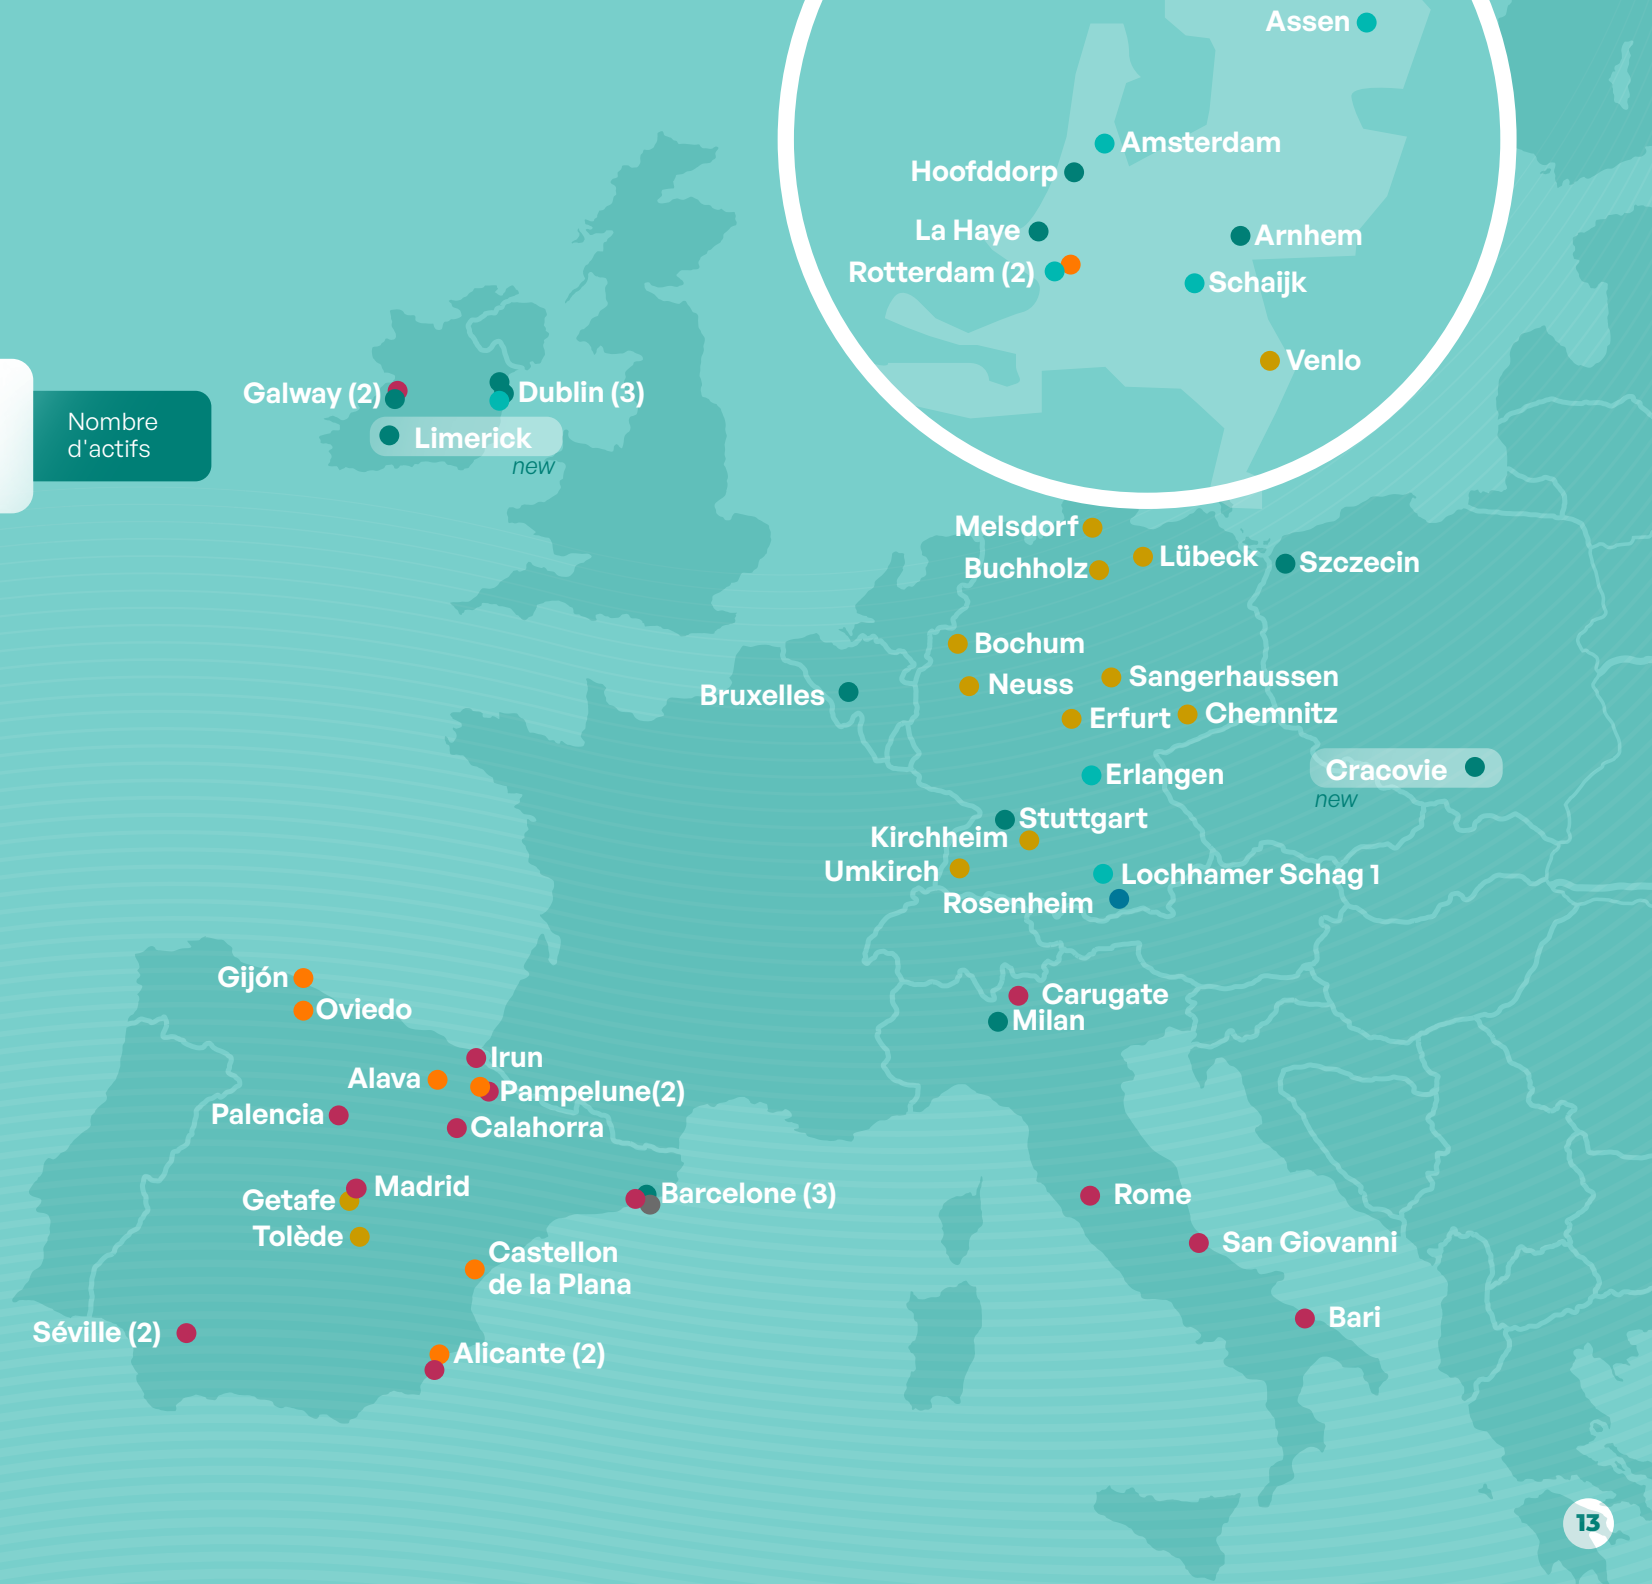 Assen
Amsterdam
Hoofddorp
La Haye
Arnhem
Rotterdam (2)
Schaijk
Venlo
Galway (2)
Dublin (3)
Limerick
new
Nombre
d'actifs
Melsdorf
Lübeck
Buchholz
Szczecin
Bochum
Neuss
Sangerhaussen
Bruxelles
Erfurt
Chemnitz
Erlangen
Cracovie
new
Stuttgart
Kirchheim
Umkirch
Lochhamer Schag 1
Rosenheim
Gijón
Oviedo
Carugate
Milan
Irun
Alava
Pampelune(2)
Palencia
Calahorra
Madrid
Getafe
Barcelone (3)
Rome
Tolède
Castellon
de la Plana
San Giovanni
Bari
Séville (2)
Alicante (2)
13